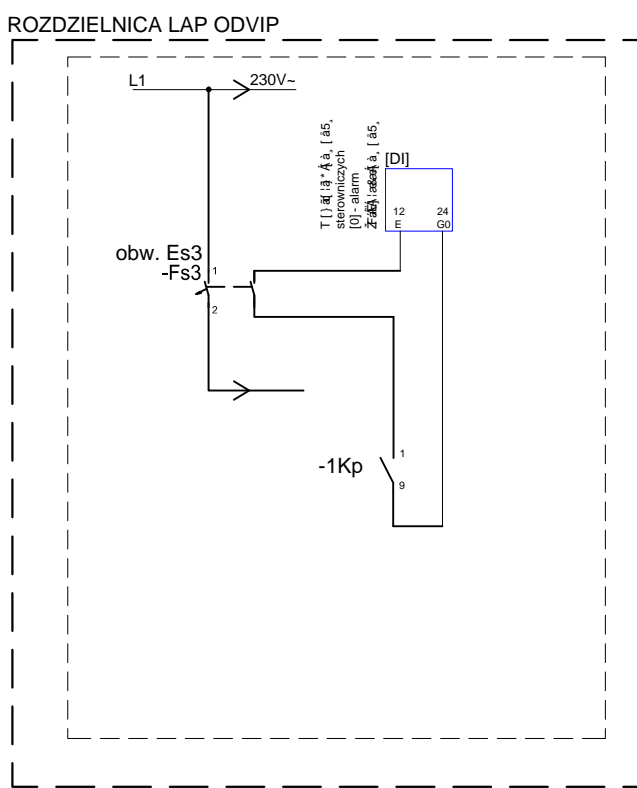 ROZDZIELNICA LAP ODVIP
L1
230V~
sterowniczych
[0] - alarm
[DI]
12
24
E
G0
obw. Es3
-Fs3
1
2
-1Kp
1
9